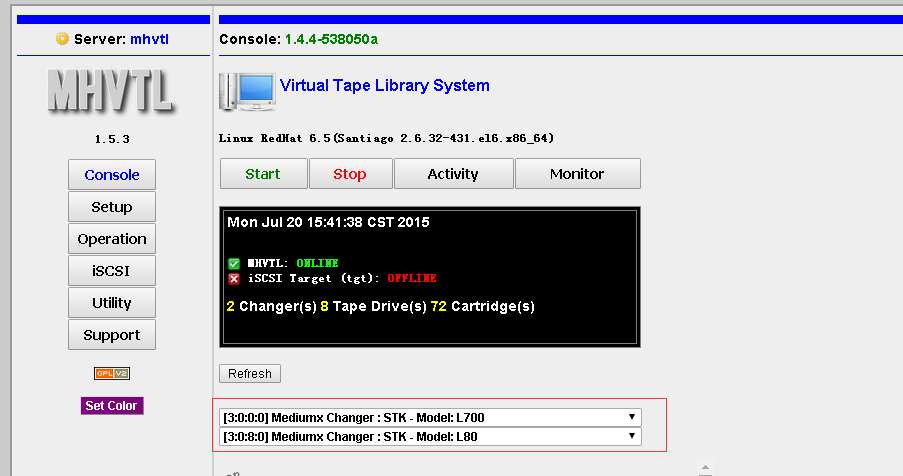 Server: mhvtl
MHVTL
1.5.3
Console
Setup
Operation
iSCSI
Utility
Support
GPL V2
Set Color
Console: 1.4.4-538050a
Virtual Tape Library System
Linux RedHat 6.5(Santiago 2.6.32-431.el6.x86_64)
Start Stop Activity Monitor
Mon Jul 20 15:41:38 CST 2015
MHVTL: ONLINE
iSCSI Target (tgt): OFFLINE
2 Changer(s) 8 Tape Drive(s) 72 Cartridge(s)
Refresh
[3:0:0:0] Mediumx Changer : STK - Model: L700
[3:0:8:0] Mediumx Changer : STK - Model: L80